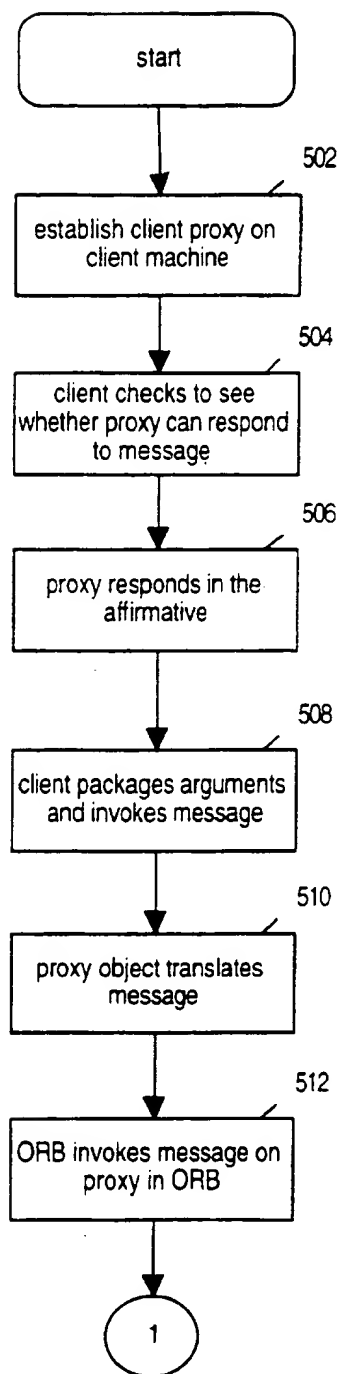 start
502
establish client proxy on
client machine
504
client checks to see
whether proxy can respond
to message
506
proxy responds in the
affirmative
508
client packages arguments
and invokes message
510
proxy object translates
message
512
ORB invokes message on
proxy in ORB
1